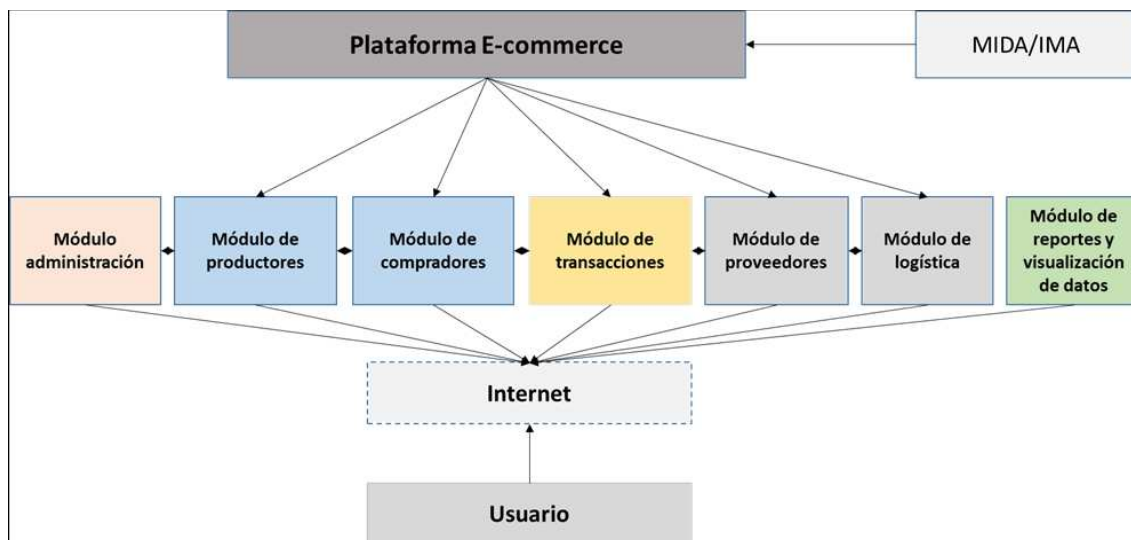 Plataforma E-commerce
MIDA/IMA
Módulo
administración
Módulo de
productores
Módulo de
compradores
Módulo de
transacciones
Módulo de
proveedores
Módulo de
logística
Módulo de
reportes y
visualización
de datos
Internet
Usuario